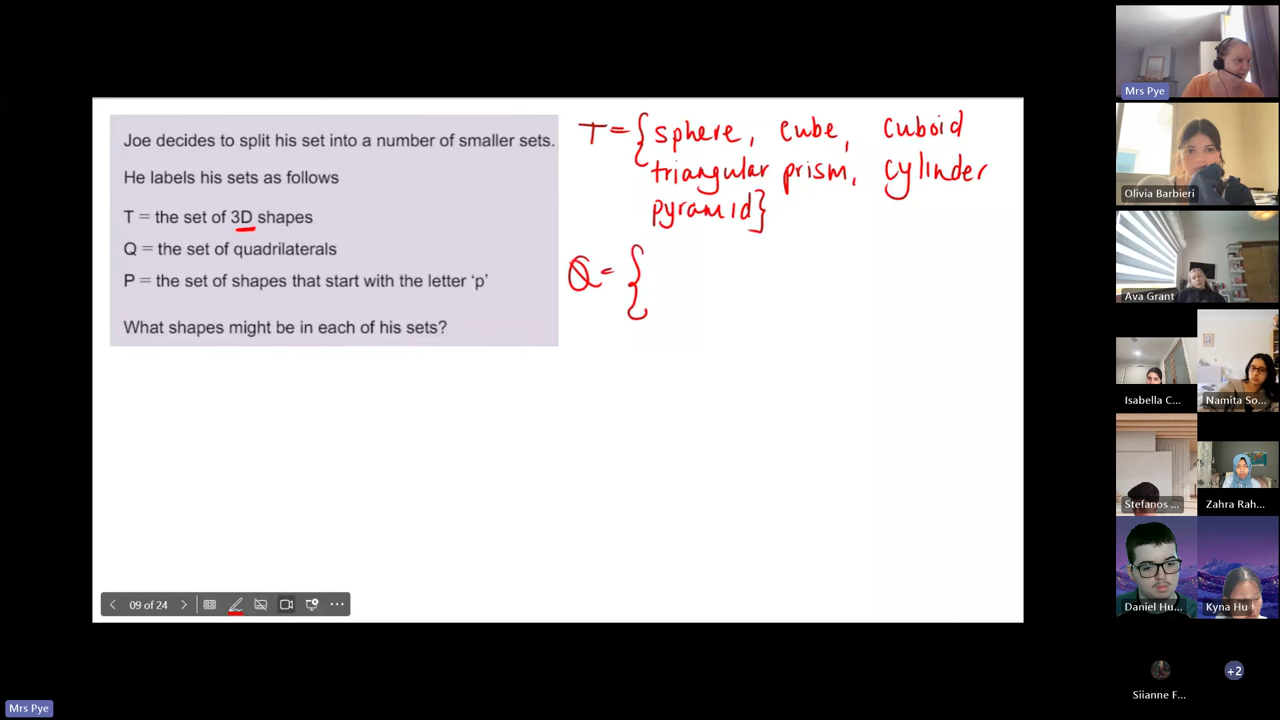 Joe decides to split his set into a number of smaller sets.
He labels his sets as follows
T = the set of 3D shapes
Q = the set of quadrilaterals
P = the set of shapes that start with the letter 'p'
What shapes might be in each of his sets?
T = { sphere, cube, cuboid
triangular prism, cylinder
pyramid}
Q = {
09 of 24
Mrs Pye
Olivia Barbieri
Ava Grant
Isabella C...
Namita So...
Stefanos ...
Zahra Rah...
Daniel Hu...
Kyna Hu
Siianne F...
+2
Mrs Pye